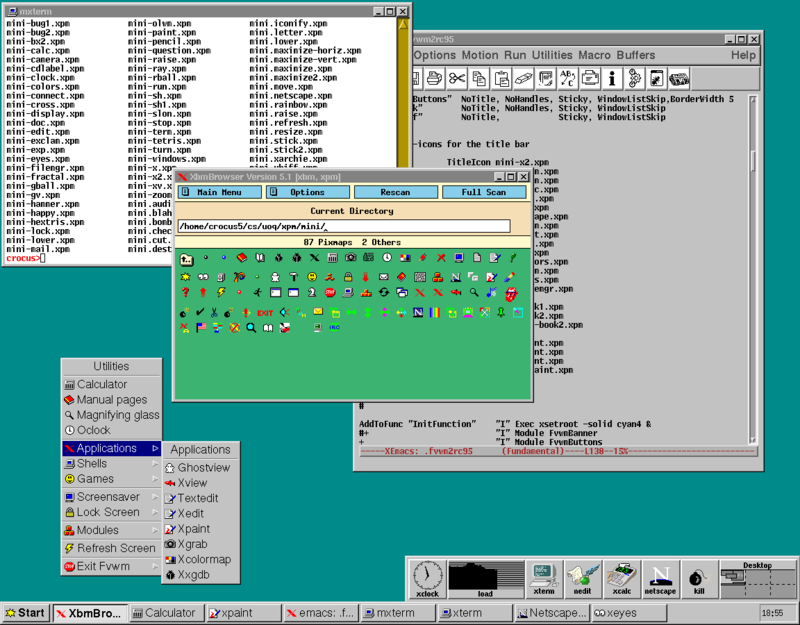 mxterm
mini-bug1.xpm mini-olwm.xpm mini.iconify.xpm
mini-bug2.xpm mini-paint.xpm mini.letter.xpm
mini-bx2.xpm mini-pencil.xpm mini.lover.xpm
mini-calc.xpm mini-question.xpm mini.maximize-horiz.xpm
mini-camera.xpm mini-raise.xpm mini.maximize-vert.xpm
mini-cdlabel.xpm mini-ray.xpm mini.maximize.xpm
mini-clock.xpm mini-rball.xpm mini.maximize2.xpm
mini-colors.xpm mini-run.xpm mini.move.xpm
mini-connect.xpm mini-sh.xpm mini.netscape.xpm
mini-cross.xpm mini-sh1.xpm mini.rainbow.xpm
mini-display.xpm mini-slon.xpm mini.raise.xpm
mini-doc.xpm mini-stop.xpm mini.refresh.xpm
mini-edit.xpm mini-term.xpm mini.resize.xpm
mini-exclam.xpm mini-tetris.xpm mini.stick.xpm
mini-exp.xpm mini-turn.xpm mini.stick2.xpm
mini-eyes.xpm mini-windows.xpm mini.xarchie.xpm
mini-filengr.xpm mini-x.xpm
mini-fractal.xpm mini-x2.xpm
mini-gball.xpm mini-xv.xpm
mini-gv.xpm mini-zoom
mini-hanner.xpm mini.audi
mini-happy.xpm mini.blah
mini-hextris.xpm mini.bomb
mini-lock.xpm mini.chec
mini-lover.xpm mini.cut.
mini-mail.xpm mini.dest
crocus>
fvwm2rc95
Options Motion Run Utilities Macro Buffers Help
Buttons" NoTitle, NoHandles, Sticky, WindowListSkip,BorderWidth 5
k" NoTitle, NoHandles, Sticky, WindowListSkip
f" NoTitle, Sticky, WindowListSkip
-icons for the title bar
TitleIcon mini-x2.xpm
n.xpm
m.xpm
c.xpm
n.xpm
ape.xpm
n.xpm
t.xpm
.xpm
ors.xpm
n.xpm
s.xpm
engr.xpm
k1.xpm
k2.xpm
-book2.xpm
nt.xpm
nt.xpm
nt.xpm
aint.xpm
#
AddToFunc "InitFunction" "I" Exec xsetroot -solid cyan4 &
#+ "I" Module FvwmBanner
+ "I" Module FvwmButtons
-----XEmacs: .fvwm2rc95 (Fundamental)----L138--15%
XbmBrowser Version 5.1 [xbm, xpm]
Main Menu Options Rescan Full Scan
Current Directory
/home/crocus5/cs/uoq/xpm/mini/
87 Pixmaps 2 Others
EXIT
IRC
Utilities
Calculator
Manual pages
Magnifying glass
Oclock
Applications
Shells
Games
Screensaver
Lock Screen
Modules
Refresh Screen
Exit Fvwm
Applications
Ghostview
Xview
Textedit
Xedit
Xpaint
Xgrab
Xcolormap
Xxgdb
xclock load xterm nedit xcalc netscape kill Desktop
Start XbmBro... Calculator xpaint emacs: .f... mxterm xterm Netscape... xeyes 18:55